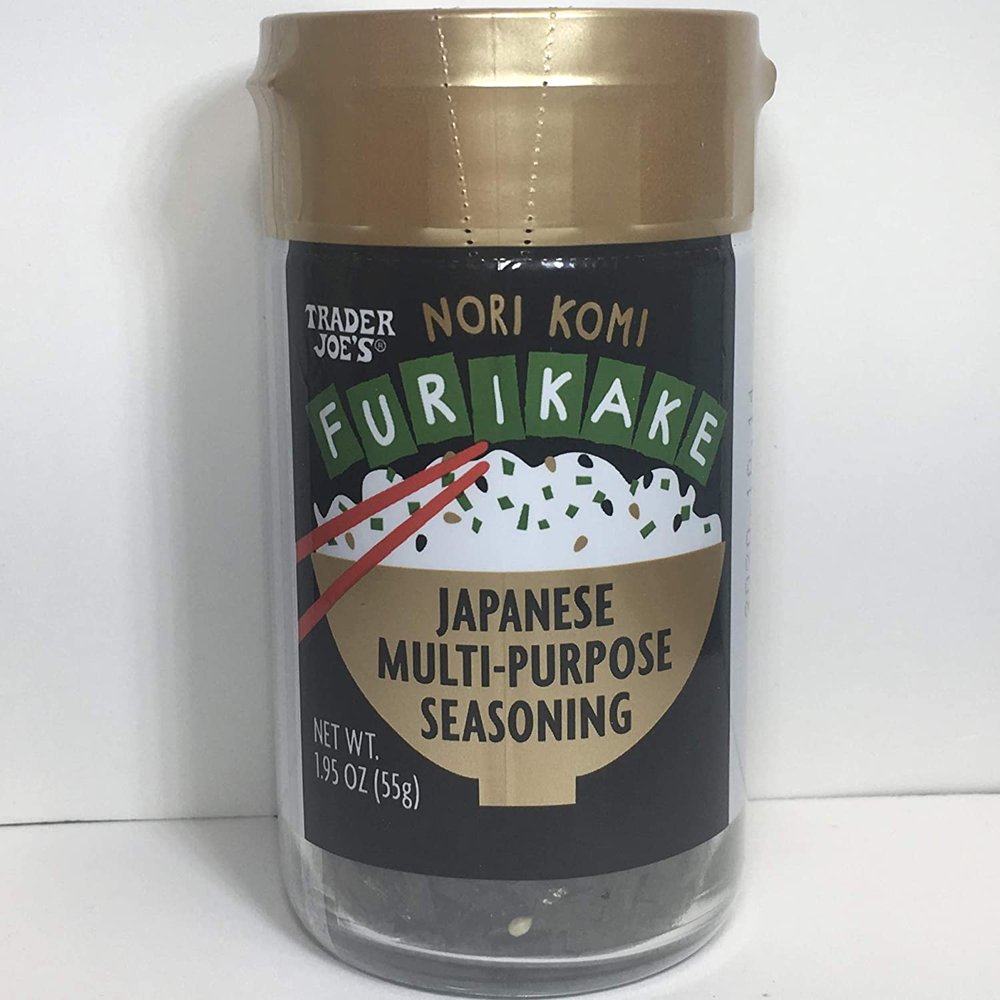 TRADER
JOE'S®
NORI KOMI
FURIKAKE
JAPANESE
MULTI-PURPOSE
SEASONING
NET WT.
1.95 OZ (55g)